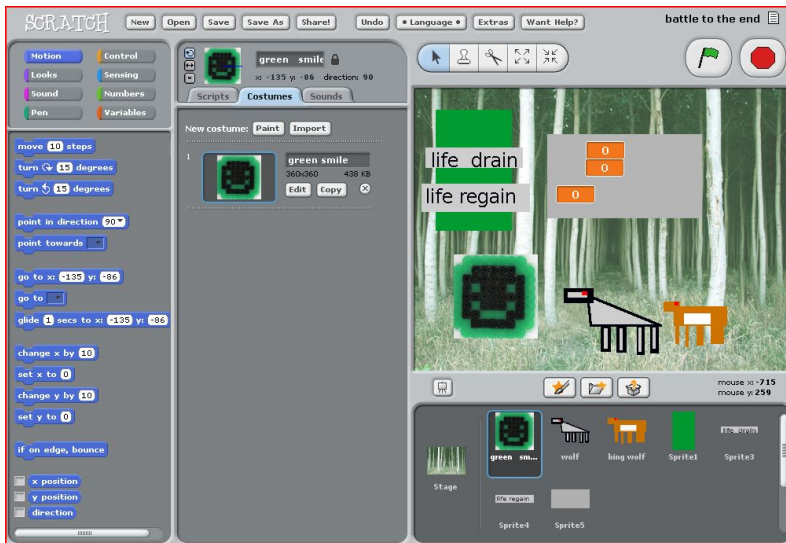 SCRATCH New Open Save Save As Share! Undo • Language • Extras Want Help? battle to the end
Motion Control
Looks Sensing
Sound Numbers
Pen Variables
move 10 steps
turn 15 degrees
turn 15 degrees
point in direction 90
point towards
go to x: -135 y: -86
go to
glide 1 secs to x: -135 y: -86
change x by 10
set x to 0
change y by 10
set y to 0
if on edge, bounce
x position
y position
direction
green smile
x: -135 y: -86 direction: 90
Scripts Costumes Sounds
New costume: Paint Import
1 green smile
360x360 438 KB
Edit Copy
life drain
life regain
0
0
0
mouse x: -715
mouse y: 259
Stage
green sm...
wolf
king wolf
Sprite1
life drain
Sprite3
life regain
Sprite4
Sprite5